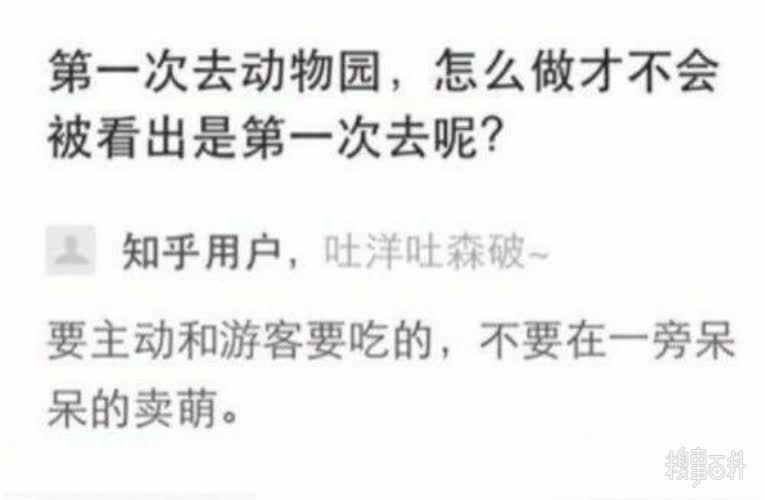 第一次去动物园，怎么做才不会
被看出是第一次去呢？
知乎用户，吐洋吐森破~
要主动和游客要吃的，不要在一旁呆
呆的卖萌。
糗事百科